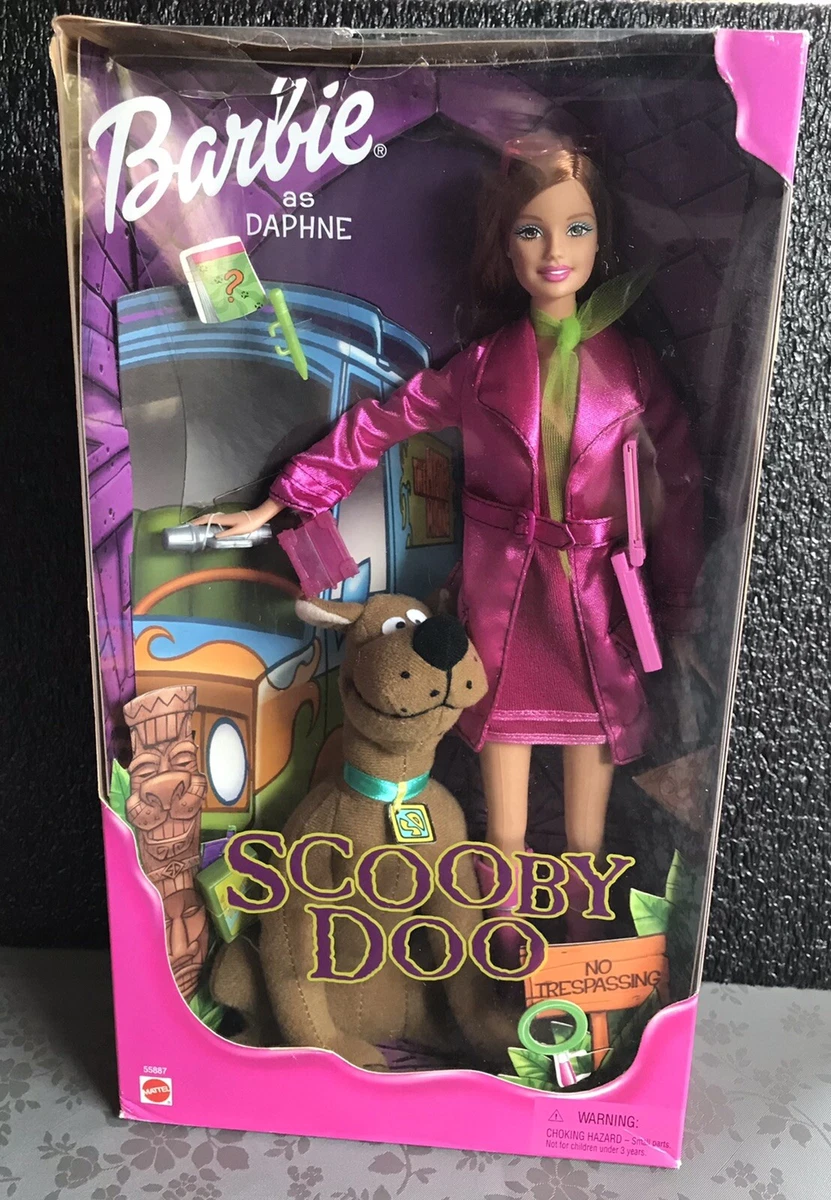 Barbie®
as
DAPHNE
?
SD
SCOOBY
DOO
NO
TRESPASSING
55887
MATTEL
⚠ WARNING:
CHOKING HAZARD – Small parts.
Not for children under 3 years.